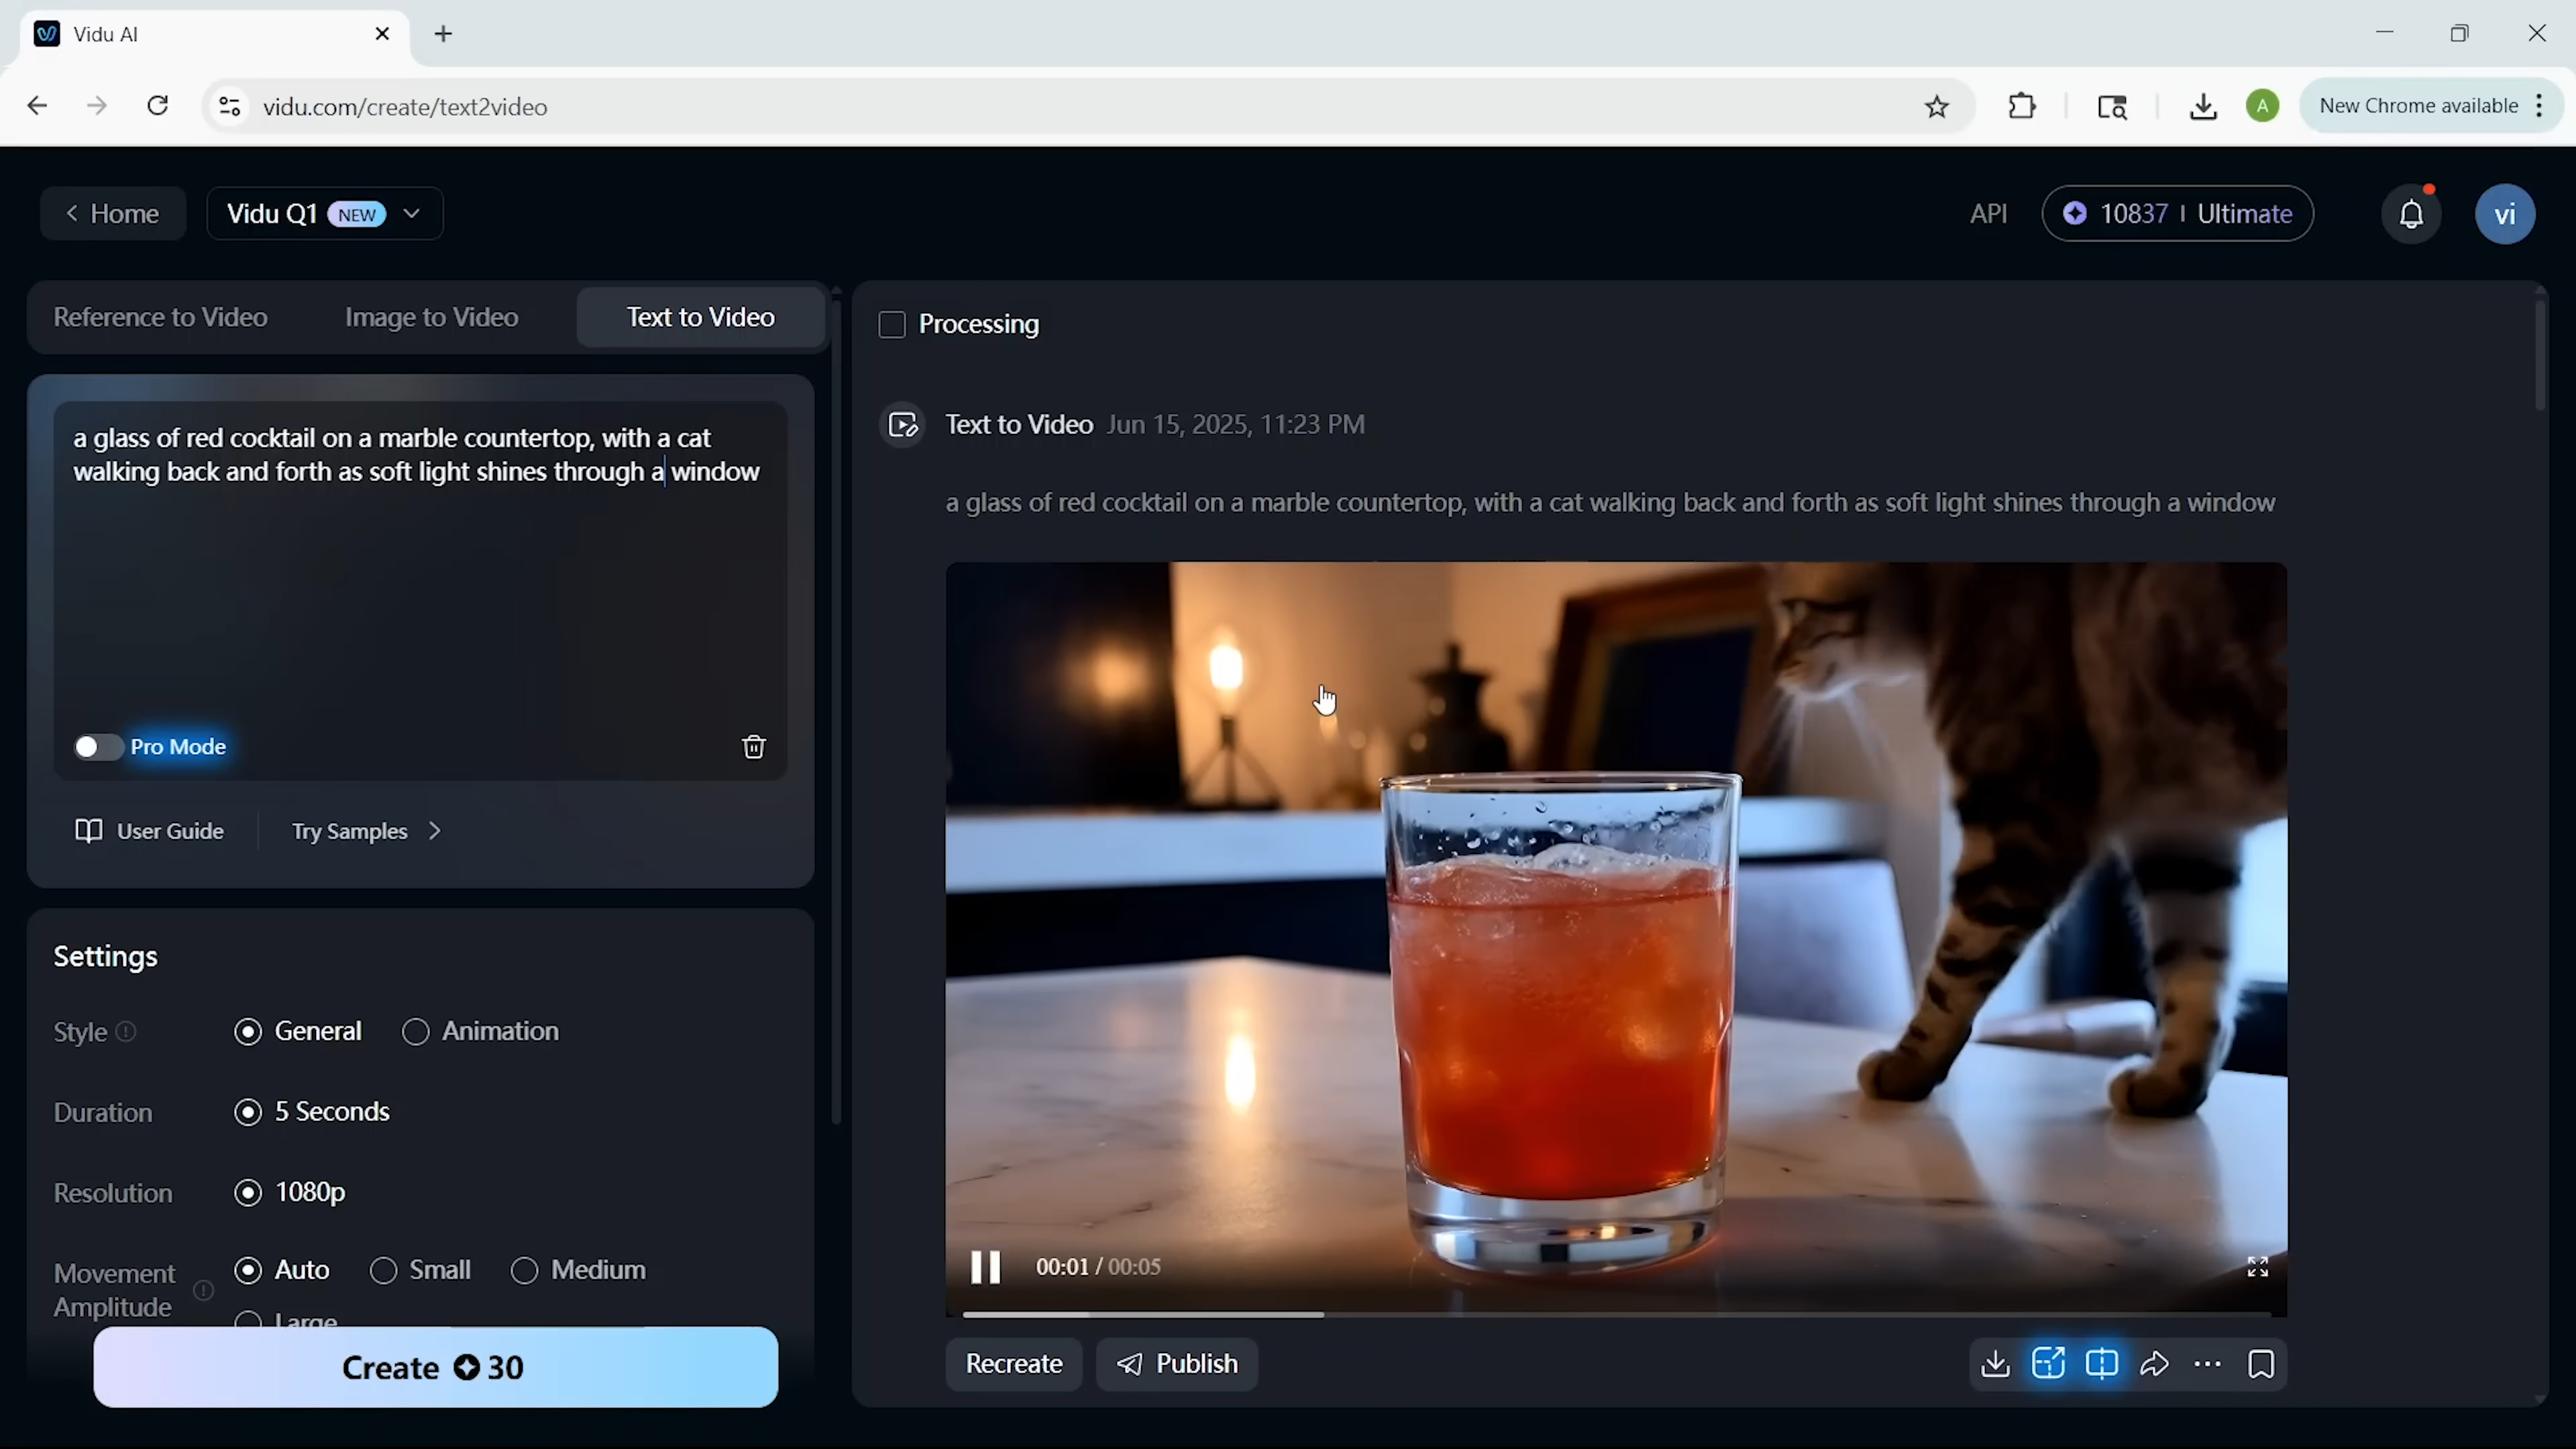 Vidu AI
vidu.com/create/text2video
A
New Chrome available
Home
Vidu Q1 NEW
API
10837 | Ultimate
vi
Reference to Video
Image to Video
Text to Video
a glass of red cocktail on a marble countertop, with a cat
walking back and forth as soft light shines through a window
Pro Mode
User Guide
Try Samples
Settings
Style
General
Animation
Duration
5 Seconds
Resolution
1080p
Movement
Amplitude
Auto
Small
Medium
Large
Create 30
Processing
Text to Video Jun 15, 2025, 11:23 PM
a glass of red cocktail on a marble countertop, with a cat walking back and forth as soft light shines through a window
00:01 / 00:05
Recreate
Publish